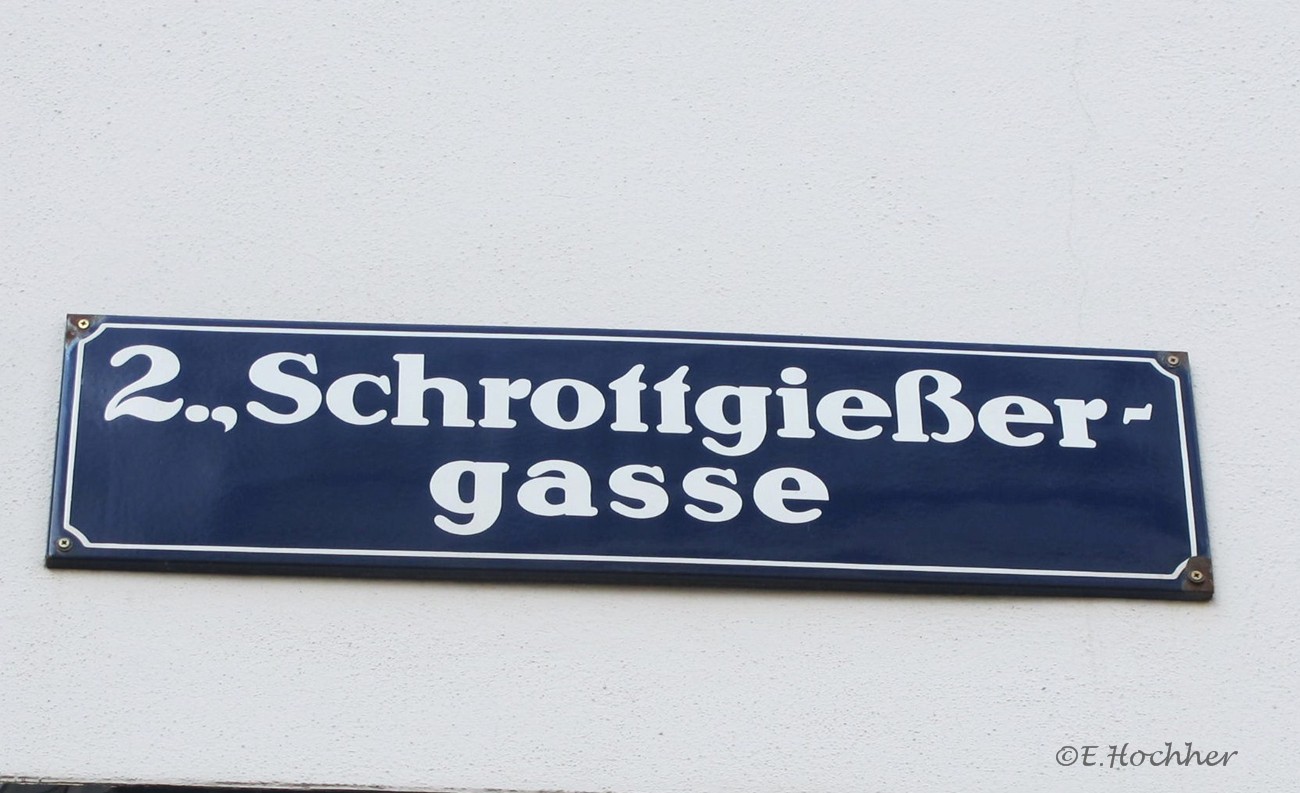 2., Schrottgießer-
gasse
©E.Hochher